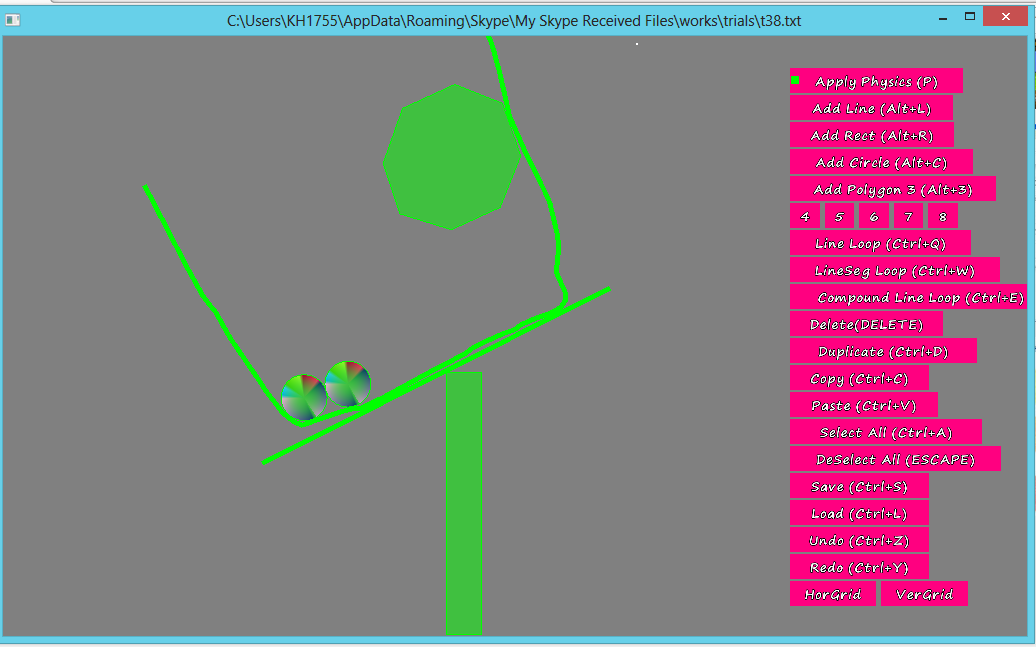 C:\Users\KH1755\AppData\Roaming\Skype\My Skype Received Files\works\trials\t38.txt
Apply Physics (P)
Add Line (Alt+L)
Add Rect (Alt+R)
Add Circle (Alt+C)
Add Polygon 3 (Alt+3)
4 5 6 7 8
Line Loop (Ctrl+Q)
LineSeg Loop (Ctrl+W)
Compound Line Loop (Ctrl+E)
Delete(DELETE)
Duplicate (Ctrl+D)
Copy (Ctrl+C)
Paste (Ctrl+V)
Select All (Ctrl+A)
DeSelect All (ESCAPE)
Save (Ctrl+S)
Load (Ctrl+L)
Undo (Ctrl+Z)
Redo (Ctrl+Y)
HorGrid VerGrid